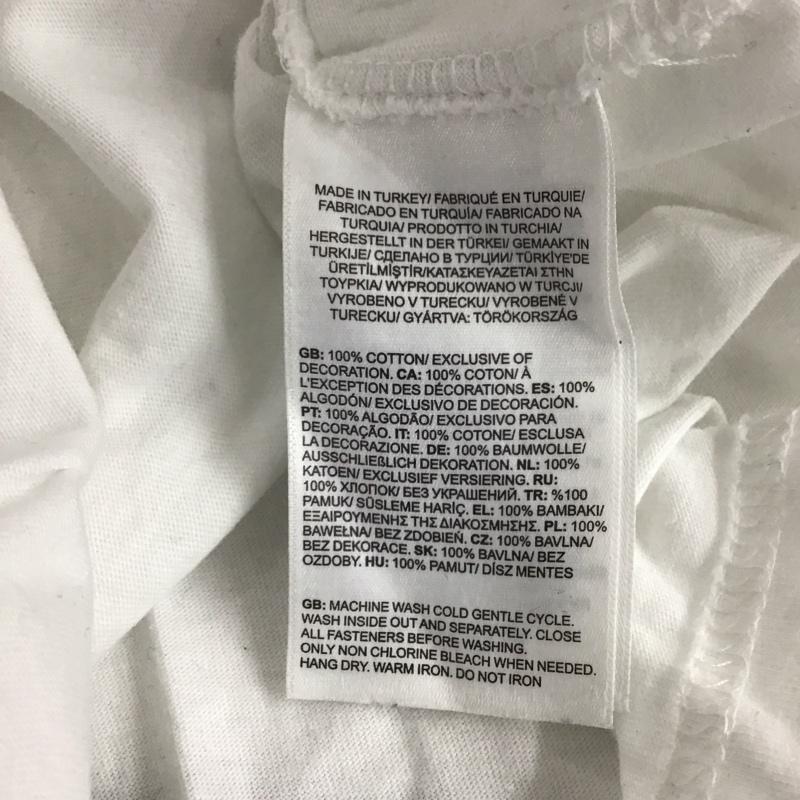 MADE IN TURKEY/ FABRIQUÉ EN TURQUIE/
FABRICADO EN TURQUÍA/ FABRICADO NA
TURQUIA/ PRODOTTO IN TURCHIA/
HERGESTELLT IN DER TÜRKEI/ GEMAAKT IN
TURKIJE/ СДЕЛАНО В ТУРЦИИ/ TÜRKİYE'DE
ÜRETİLMİŞTİR/ΚΑΤΑΣΚΕΥΑΖΕΤΑΙ ΣΤΗΝ
ΤΟΥΡΚΙΑ/ WYPRODUKOWANO W TURCJI/
VYROBENO V TURECKU/ VYROBENÉ V
TURECKU/ GYÁRTVA: TÖRÖKORSZÁG
GB: 100% COTTON/ EXCLUSIVE OF
DECORATION. CA: 100% COTON/ À
L'EXCEPTION DES DÉCORATIONS. ES: 100%
ALGODÓN/ EXCLUSIVO DE DECORACIÓN.
PT: 100% ALGODÃO/ EXCLUSIVO PARA
DECORAÇÃO. IT: 100% COTONE/ ESCLUSA
LA DECORAZIONE. DE: 100% BAUMWOLLE/
AUSSCHLIEßLICH DEKORATION. NL: 100%
KATOEN/ EXCLUSIEF VERSIERING. RU:
100% ХЛОПОК/ БЕЗ УКРАШЕНИЙ. TR: %100
PAMUK/ SÜSLEME HARİÇ. EL: 100% ΒΑΜΒΑΚΙ/
ΕΞΑΙΡΟΥΜΕΝΗΣ ΤΗΣ ΔΙΑΚΟΣΜΗΣΗΣ. PL: 100%
BAWEŁNA/ BEZ ZDOBIEŃ. CZ: 100% BAVLNA/
BEZ DEKORACE. SK: 100% BAVLNA/ BEZ
OZDOBY. HU: 100% PAMUT/ DÍSZ MENTES
GB: MACHINE WASH COLD GENTLE CYCLE.
WASH INSIDE OUT AND SEPARATELY. CLOSE
ALL FASTENERS BEFORE WASHING.
ONLY NON CHLORINE BLEACH WHEN NEEDED.
HANG DRY. WARM IRON. DO NOT IRON